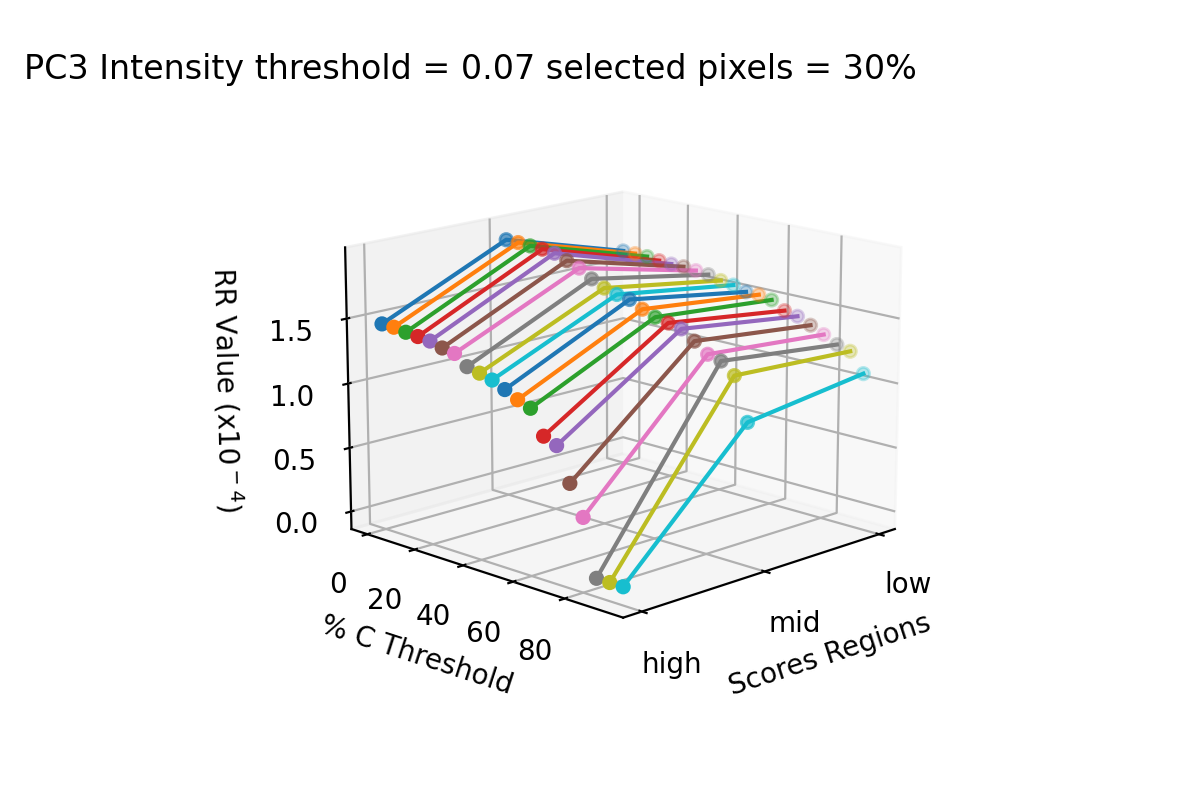 PC3 Intensity threshold = 0.07 selected pixels = 30%
RR Value (x10⁻⁴)
1.5
1.0
0.5
0.0
0
20
40
60
80
% C Threshold
high
mid
low
Scores Regions